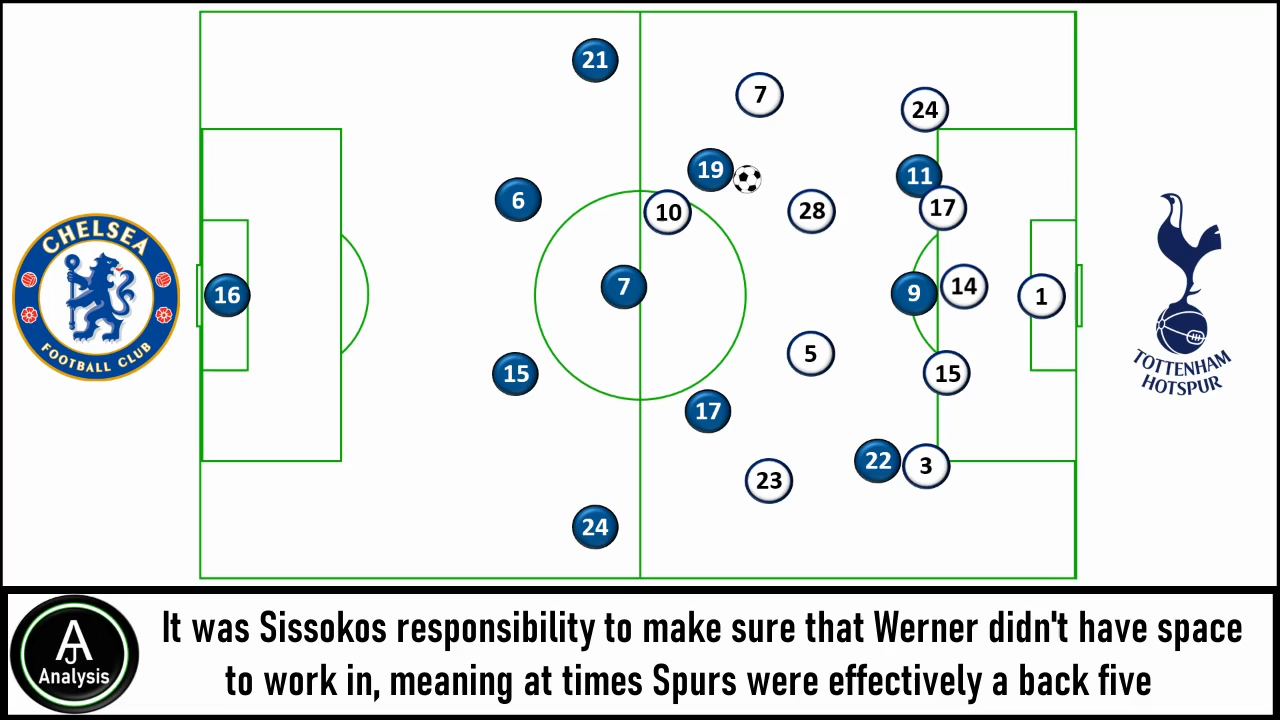 21
7
24
19
11
6
10
28
17
CHELSEA
FOOTBALL CLUB
16
7
9
14
1
15
5
15
TOTTENHAM
HOTSPUR
17
22
3
23
24
AJ
Analysis
It was Sissokos responsibility to make sure that Werner didn't have space
to work in, meaning at times Spurs were effectively a back five